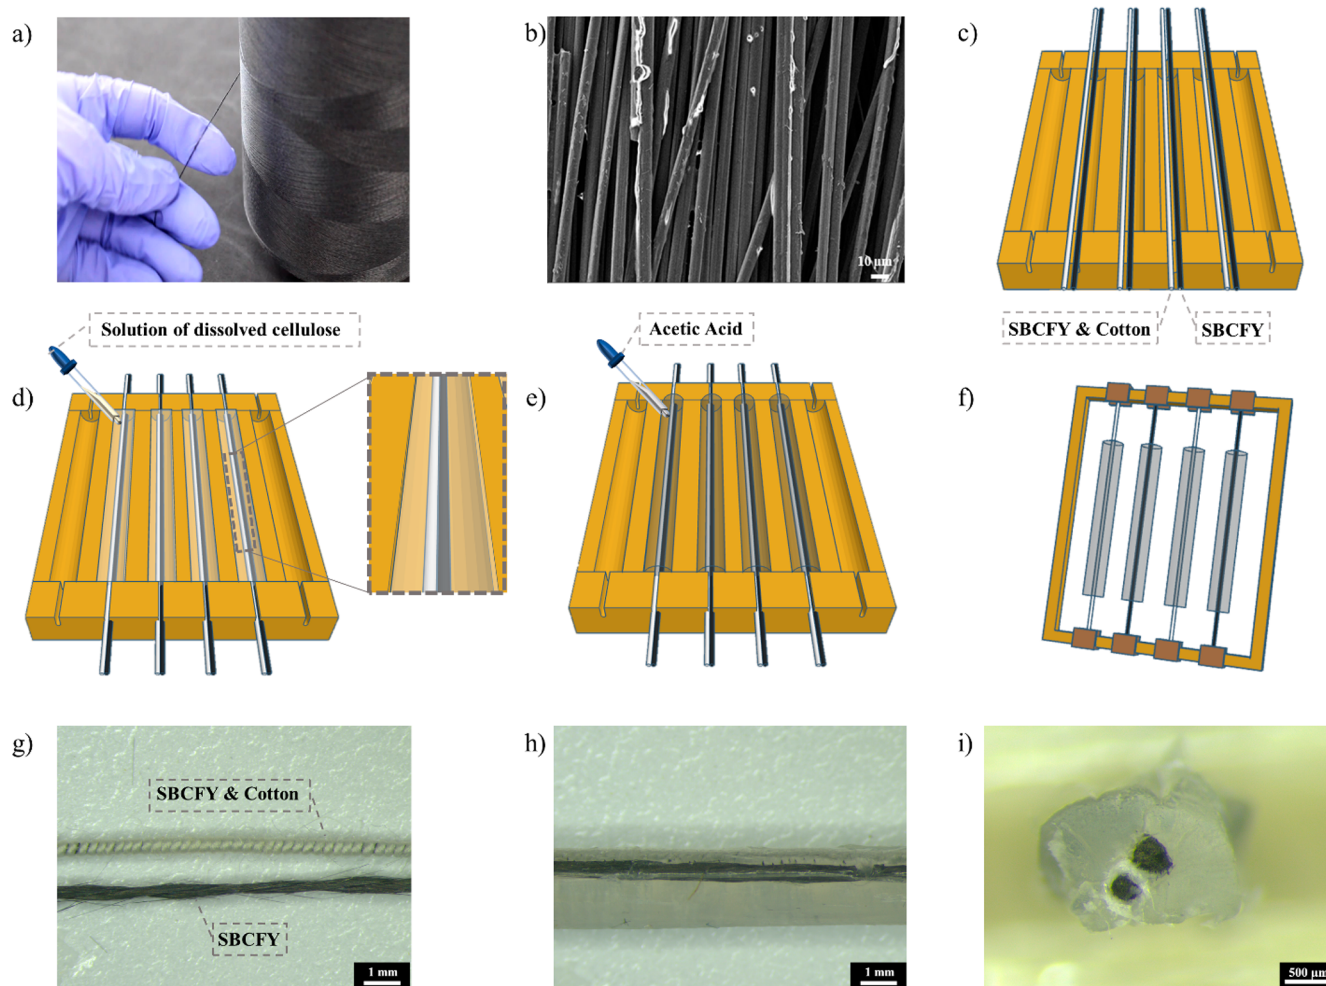 a)
b)
c)
10 μm
SBCFY & Cotton
SBCFY
Solution of dissolved cellulose
Acetic Acid
d)
e)
f)
g)
h)
i)
SBCFY & Cotton
SBCFY
1 mm
1 mm
500 μm